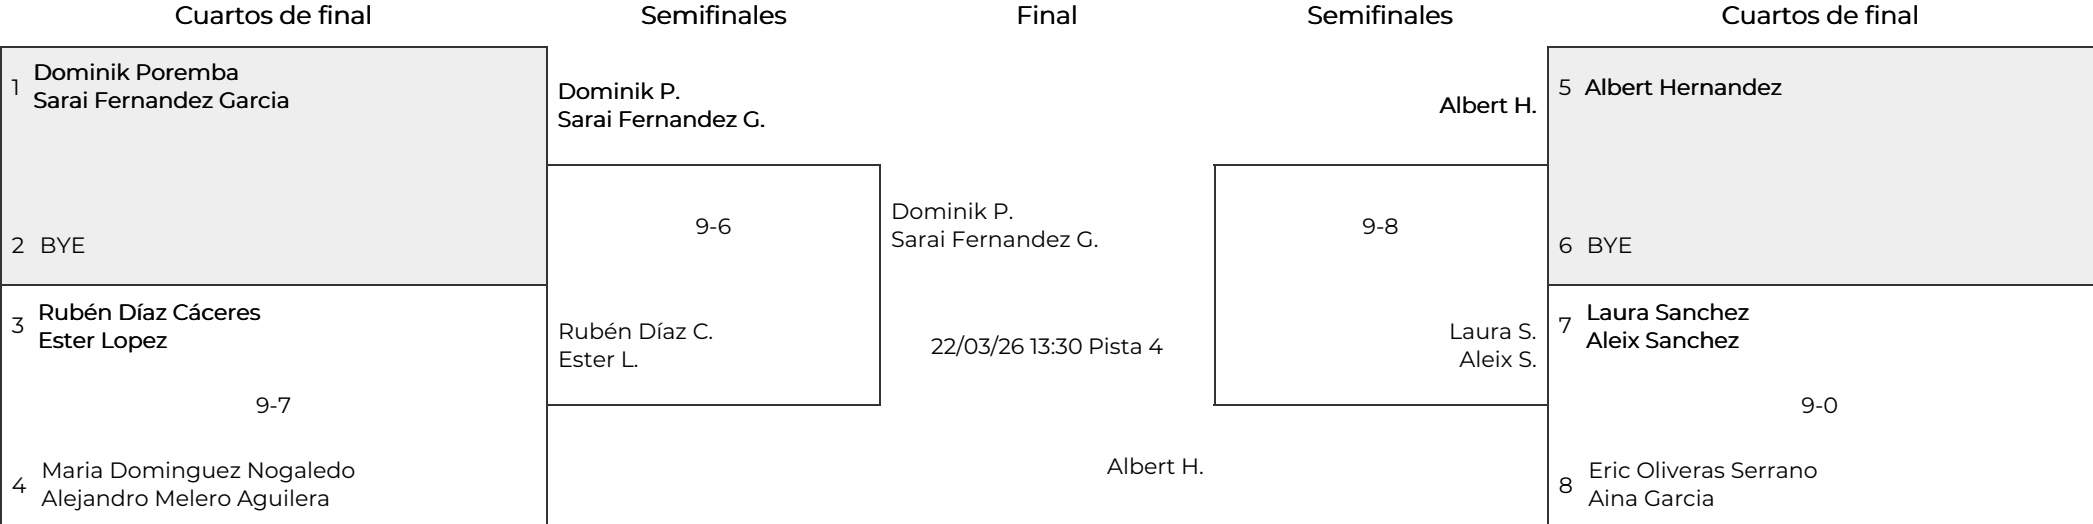 Cuartos de final
Semifinales
Final
Semifinales
Cuartos de final
1
Dominik Poremba
Sarai Fernandez Garcia
2 BYE
3
Rubén Díaz Cáceres
Ester Lopez
9-7
4
Maria Dominguez Nogaledo
Alejandro Melero Aguilera
Dominik P.
Sarai Fernandez G.
9-6
Rubén Díaz C.
Ester L.
Dominik P.
Sarai Fernandez G.
22/03/26 13:30 Pista 4
Albert H.
Albert H.
9-8
Laura S.
Aleix S.
5 Albert Hernandez
6 BYE
7
Laura Sanchez
Aleix Sanchez
9-0
8
Eric Oliveras Serrano
Aina Garcia